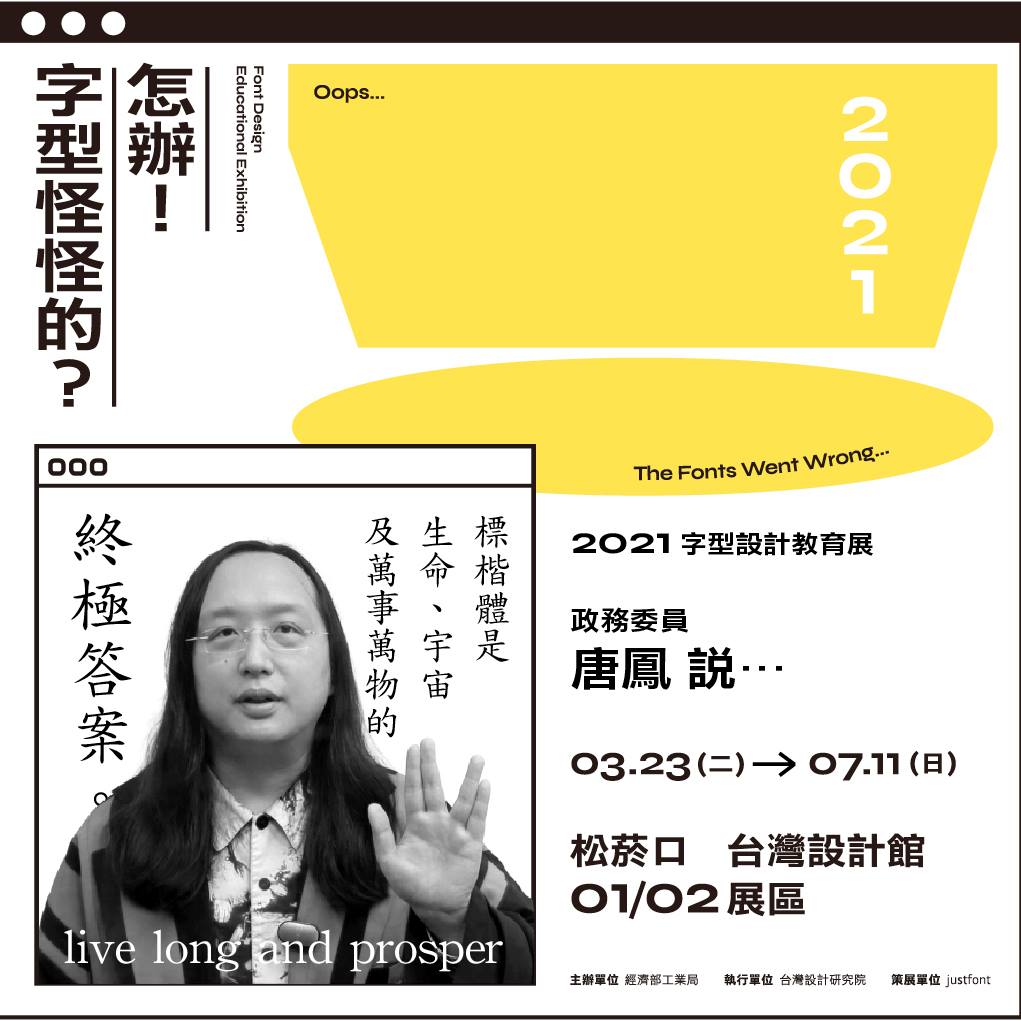 怎辦！
字型怪怪的？
Font Design
Educational Exhibition
Oops...
2021
The Fonts Went Wrong...
標楷體是
生命、宇宙
及萬事萬物的
終極答案。
live long and prosper
2021 字型設計教育展
政務委員
唐鳳 説⋯
03.23(二)→07.11(日)
松菸口　台灣設計館
01/02展區
主辦單位 經濟部工業局　執行單位 台灣設計研究院　策展單位 justfont